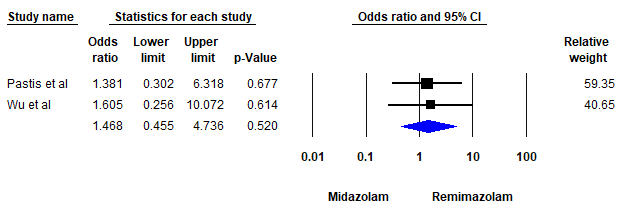 Study name Statistics for each study Odds ratio and 95% CI
Odds Lower Upper Relative
ratio limit limit p-Value weight
Pastis et al 1.381 0.302 6.318 0.677 59.35
Wu et al 1.605 0.256 10.072 0.614 40.65
1.468 0.455 4.736 0.520
0.01 0.1 1 10 100
Midazolam Remimazolam